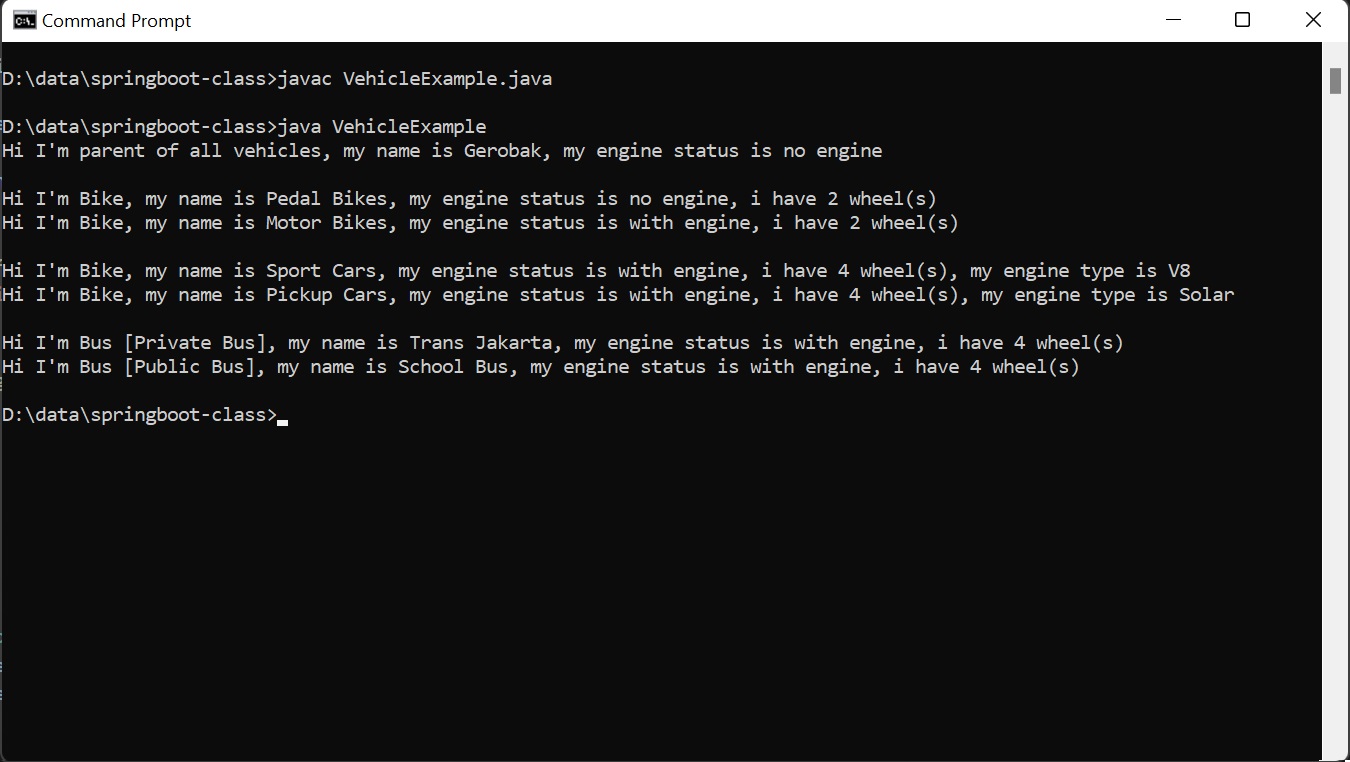 Command Prompt
D:\data\springboot-class>javac VehicleExample.java
D:\data\springboot-class>java VehicleExample
Hi I'm parent of all vehicles, my name is Gerobak, my engine status is no engine
Hi I'm Bike, my name is Pedal Bikes, my engine status is no engine, i have 2 wheel(s)
Hi I'm Bike, my name is Motor Bikes, my engine status is with engine, i have 2 wheel(s)
Hi I'm Bike, my name is Sport Cars, my engine status is with engine, i have 4 wheel(s), my engine type is V8
Hi I'm Bike, my name is Pickup Cars, my engine status is with engine, i have 4 wheel(s), my engine type is Solar
Hi I'm Bus [Private Bus], my name is Trans Jakarta, my engine status is with engine, i have 4 wheel(s)
Hi I'm Bus [Public Bus], my name is School Bus, my engine status is with engine, i have 4 wheel(s)
D:\data\springboot-class>